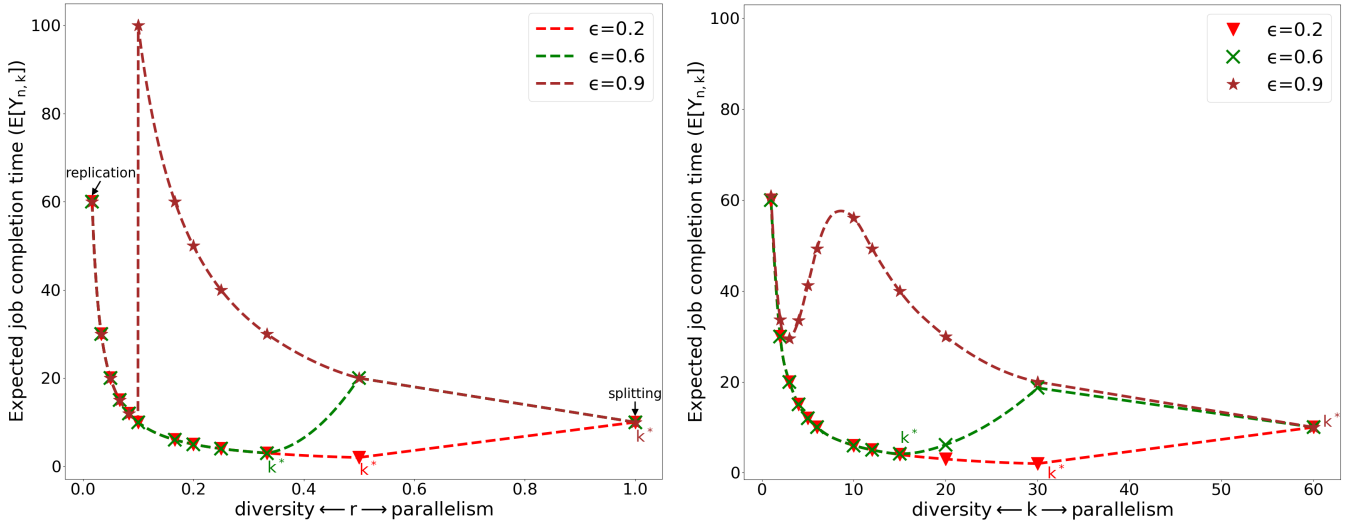 Expected job completion time (E[Y_{n,k}])
100
80
60
40
20
0
replication
splitting
ϵ=0.2
ϵ=0.6
ϵ=0.9
k*
k*
k*
0.0 0.2 0.4 0.6 0.8 1.0
diversity ⟵ r ⟶ parallelism
Expected job completion time (E[Y_{n,k}])
100
80
60
40
20
0
ϵ=0.2
ϵ=0.6
ϵ=0.9
k*
k*
k*
0 10 20 30 40 50 60
diversity ⟵ k ⟶ parallelism